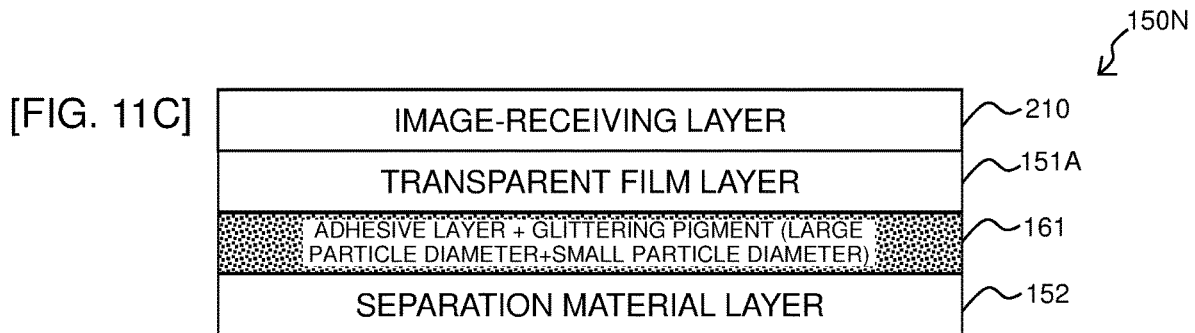 150N
[FIG. 11C]
IMAGE-RECEIVING LAYER
210
TRANSPARENT FILM LAYER
151A
ADHESIVE LAYER + GLITTERING PIGMENT (LARGE
PARTICLE DIAMETER+SMALL PARTICLE DIAMETER)
161
SEPARATION MATERIAL LAYER
152